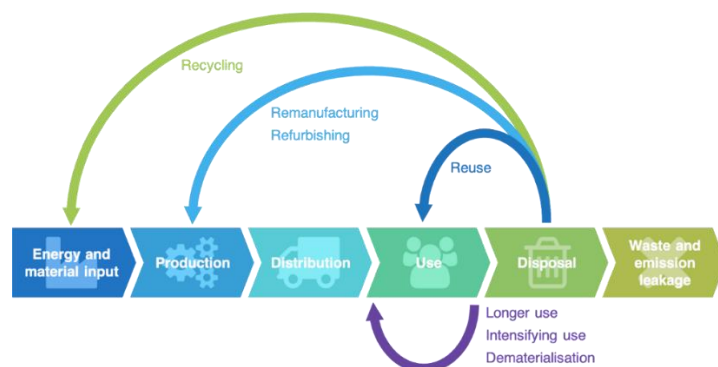 Recycling
Remanufacturing
Refurbishing
Reuse
Energy and
material input
Production
Distribution
Use
Disposal
Waste and
emission
leakage
Longer use
Intensifying use
Dematerialisation